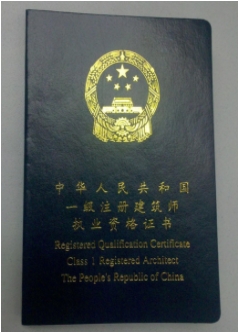 中华人民共和国
一级注册建筑师
执业资格证书
Registered Qualification Certificate
Class 1 Registered Architect
The People's Republic of China